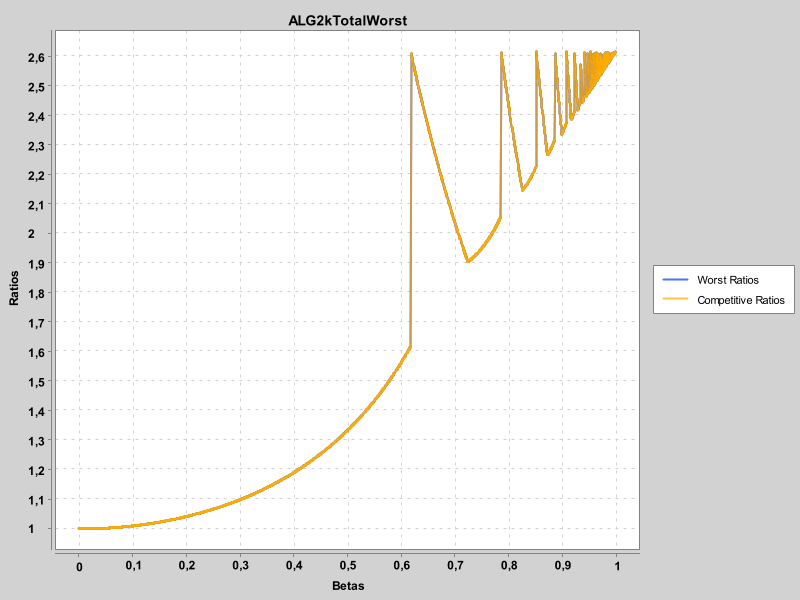 ALG2kTotalWorst
Ratios
2,6
2,5
2,4
2,3
2,2
2,1
2
1,9
1,8
1,7
1,6
1,5
1,4
1,3
1,2
1,1
1
0 0,1 0,2 0,3 0,4 0,5 0,6 0,7 0,8 0,9 1
Betas
Worst Ratios
Competitive Ratios